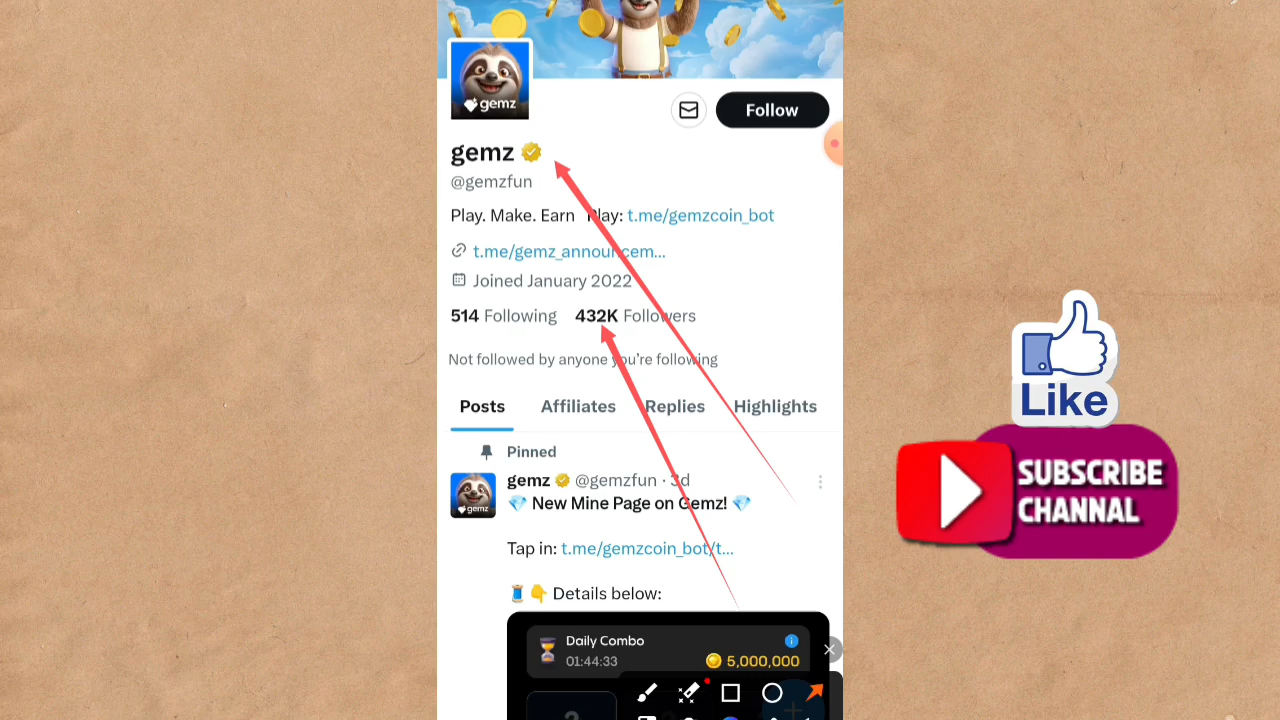 gemz
Follow
gemz
@gemzfun
Play. Make. Earn Play: t.me/gemzcoin_bot
t.me/gemz_announcem...
Joined January 2022
514 Following 432K Followers
Not followed by anyone you're following
Posts Affiliates Replies Highlights
Pinned
gemz @gemzfun · 3d
gemz
💎 New Mine Page on Gemz! 💎
Tap in: t.me/gemzcoin_bot/t...
🧵👇 Details below:
Daily Combo
01:44:33 5,000,000
Like
SUBSCRIBE
CHANNAL